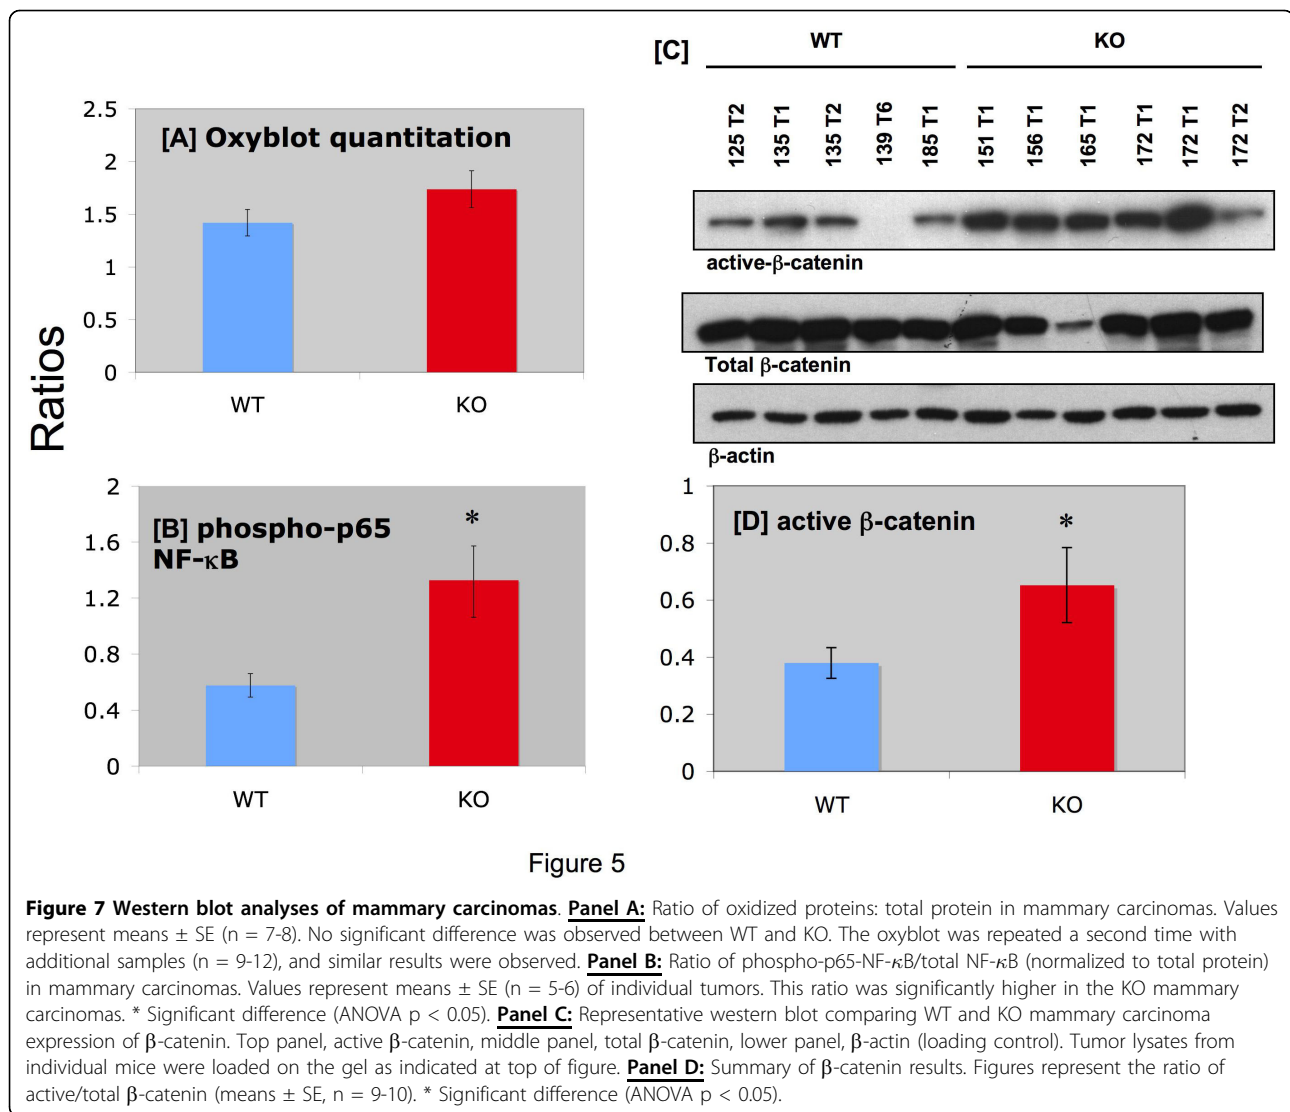 [C]
WT KO
125 T2
135 T1
135 T2
139 T6
185 T1
151 T1
156 T1
165 T1
172 T1
172 T1
172 T2
active-β-catenin
Total β-catenin
β-actin
Ratios
[A] Oxyblot quantitation
2.5
2
1.5
1
0.5
0
WT KO
[B] phospho-p65
NF-κB
*
2
1.6
1.2
0.8
0.4
0
WT KO
[D] active β-catenin
*
1
0.8
0.6
0.4
0.2
0
WT KO
Figure 5
Figure 7 Western blot analyses of mammary carcinomas. Panel A: Ratio of oxidized proteins: total protein in mammary carcinomas. Values
represent means ± SE (n = 7-8). No significant difference was observed between WT and KO. The oxyblot was repeated a second time with
additional samples (n = 9-12), and similar results were observed. Panel B: Ratio of phospho-p65-NF-κB/total NF-κB (normalized to total protein)
in mammary carcinomas. Values represent means ± SE (n = 5-6) of individual tumors. This ratio was significantly higher in the KO mammary
carcinomas. * Significant difference (ANOVA p < 0.05). Panel C: Representative western blot comparing WT and KO mammary carcinoma
expression of β-catenin. Top panel, active β-catenin, middle panel, total β-catenin, lower panel, β-actin (loading control). Tumor lysates from
individual mice were loaded on the gel as indicated at top of figure. Panel D: Summary of β-catenin results. Figures represent the ratio of
active/total β-catenin (means ± SE, n = 9-10). * Significant difference (ANOVA p < 0.05).